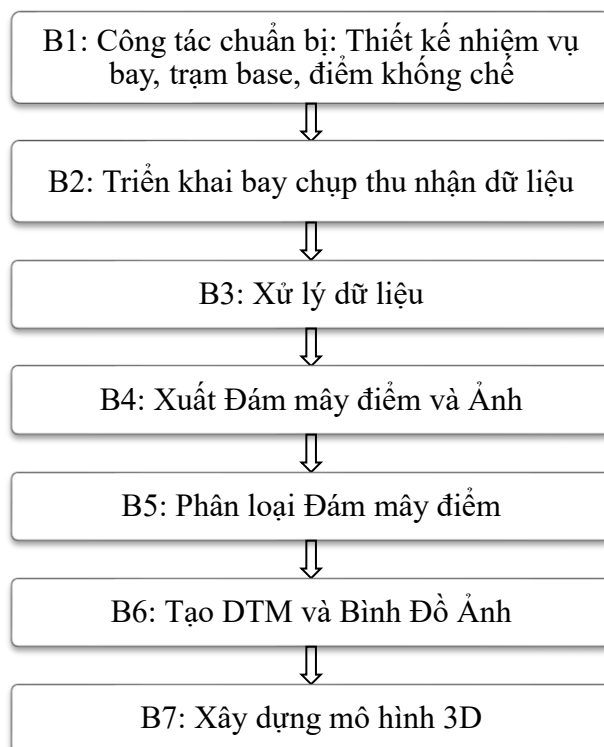 B1: Công tác chuẩn bị: Thiết kế nhiệm vụ
bay, trạm base, điểm khống chế
B2: Triển khai bay chụp thu nhận dữ liệu
B3: Xử lý dữ liệu
B4: Xuất Đám mây điểm và Ảnh
B5: Phân loại Đám mây điểm
B6: Tạo DTM và Bình Đồ Ảnh
B7: Xây dựng mô hình 3D